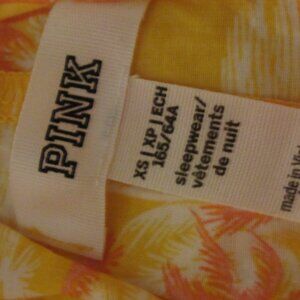 PINK
XS | XP | ECH
165/64A
sleepwear/
vêtements
de nuit
made in